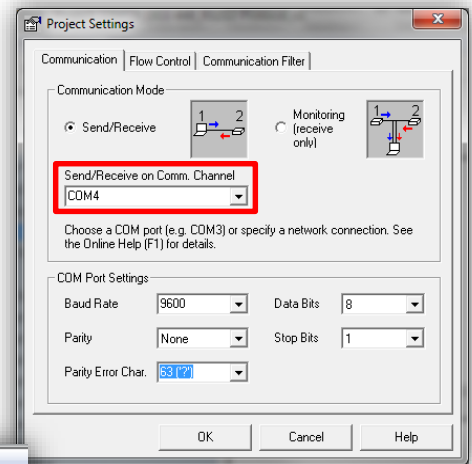 Project Settings
Communication Flow Control Communication Filter
Communication Mode
Send/Receive
1 2
Monitoring
(receive
only)
1 2
Send/Receive on Comm. Channel
COM4
Choose a COM port (e.g. COM3) or specify a network connection. See
the Online Help (F1) for details.
COM Port Settings
Baud Rate 9600 Data Bits 8
Parity None Stop Bits 1
Parity Error Char. 63 ('?')
OK Cancel Help